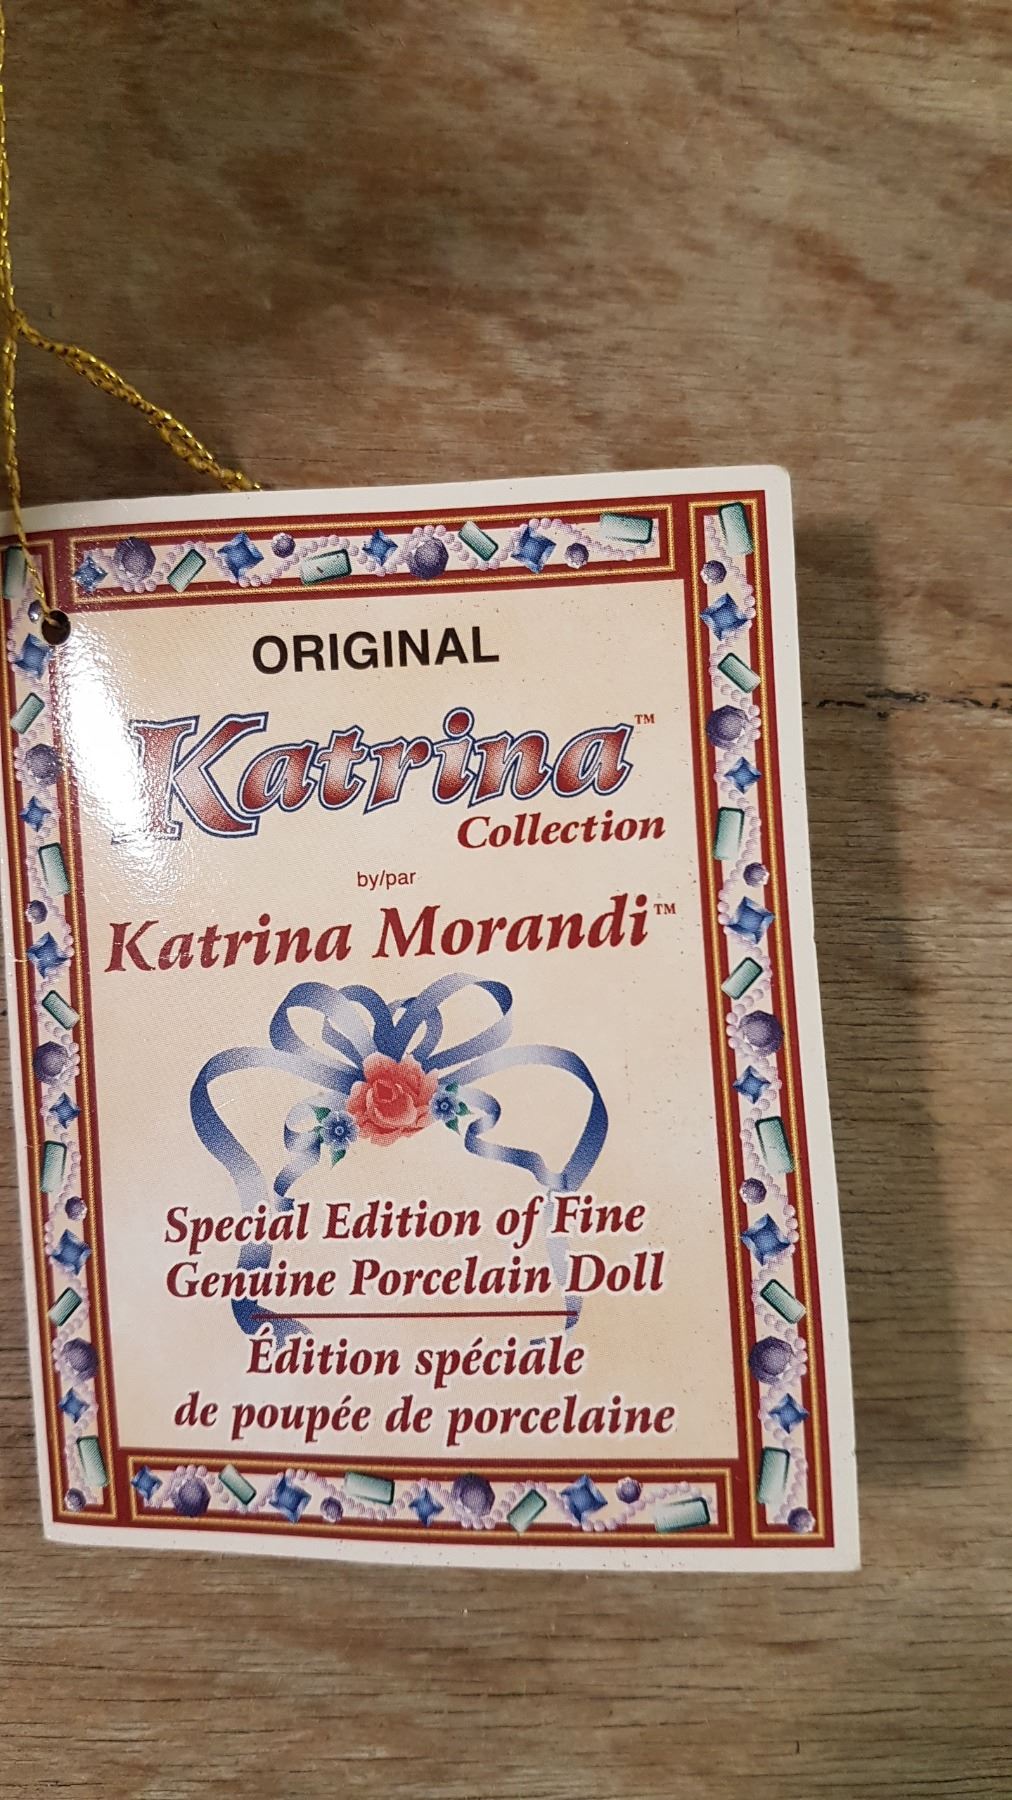 ORIGINAL
Katrina™
Collection
by/par
Katrina Morandi™
Special Edition of Fine
Genuine Porcelain Doll
Édition spéciale
de poupée de porcelaine